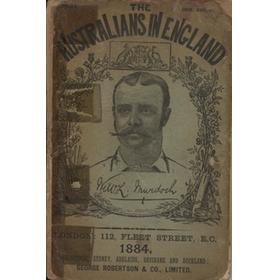 THE
AUSTRALIANS IN ENGLAND
W. L. Murdoch
LONDON: 112, FLEET STREET, E.C.
1884.
SYDNEY, ADELAIDE, BRISBANE AND AUCKLAND:
GEORGE ROBERTSON & CO., LIMITED.